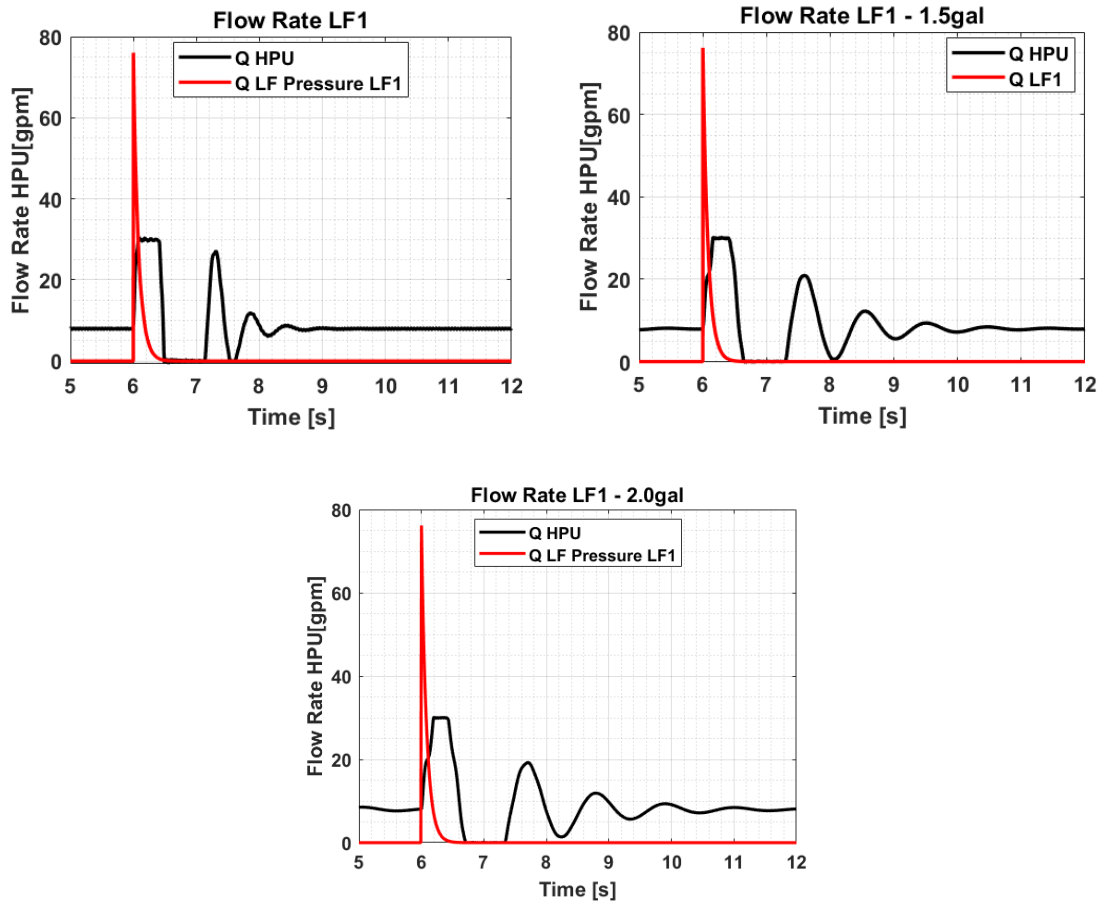 Flow Rate LF1
Q HPU
Q LF Pressure LF1
Flow Rate HPU[gpm]
80
60
40
20
0
5 6 7 8 9 10 11 12
Time [s]
Flow Rate LF1 - 1.5gal
Q HPU
Q LF1
Flow Rate HPU[gpm]
80
60
40
20
0
5 6 7 8 9 10 11 12
Time [s]
Flow Rate LF1 - 2.0gal
Q HPU
Q LF Pressure LF1
Flow Rate HPU[gpm]
80
60
40
20
0
5 6 7 8 9 10 11 12
Time [s]